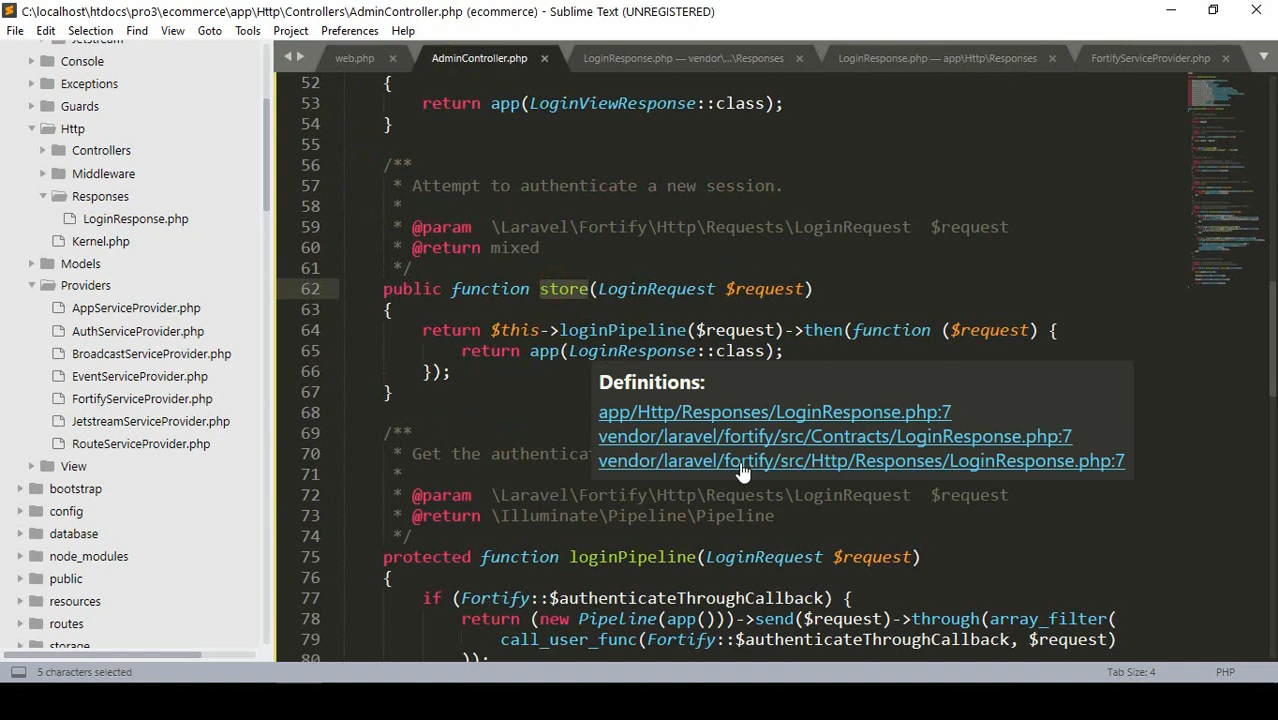 C:\localhost\htdocs\pro3\ecommerce\app\Http\Controllers\AdminController.php (ecommerce) - Sublime Text (UNREGISTERED)
File Edit Selection Find View Goto Tools Project Preferences Help
web.php
AdminController.php
LoginResponse.php — vendor\...\Responses
LoginResponse.php — app\Http\Responses
FortifyServiceProvider.php
Console
Exceptions
Guards
Http
Controllers
Middleware
Responses
LoginResponse.php
Kernel.php
Models
Providers
AppServiceProvider.php
AuthServiceProvider.php
BroadcastServiceProvider.php
EventServiceProvider.php
FortifyServiceProvider.php
JetstreamServiceProvider.php
RouteServiceProvider.php
View
bootstrap
config
database
node_modules
public
resources
routes
storage
52 {
53 return app(LoginViewResponse::class);
54 }
55
56 /**
57 * Attempt to authenticate a new session.
58 *
59 * @param \Laravel\Fortify\Http\Requests\LoginRequest $request
60 * @return mixed
61 */
62 public function store(LoginRequest $request)
63 {
64 return $this->loginPipeline($request)->then(function ($request) {
65 return app(LoginResponse::class);
66 });
67 }
68
69 /**
70 * Get the authentica
71 *
72 * @param \Laravel\Fortify\Http\Requests\LoginRequest $request
73 * @return \Illuminate\Pipeline\Pipeline
74 */
75 protected function loginPipeline(LoginRequest $request)
76 {
77 if (Fortify::$authenticateThroughCallback) {
78 return (new Pipeline(app()))->send($request)->through(array_filter(
79 call_user_func(Fortify::$authenticateThroughCallback, $request)
80 ));
Definitions:
app/Http/Responses/LoginResponse.php:7
vendor/laravel/fortify/src/Contracts/LoginResponse.php:7
vendor/laravel/fortify/src/Http/Responses/LoginResponse.php:7
5 characters selected
Tab Size: 4
PHP